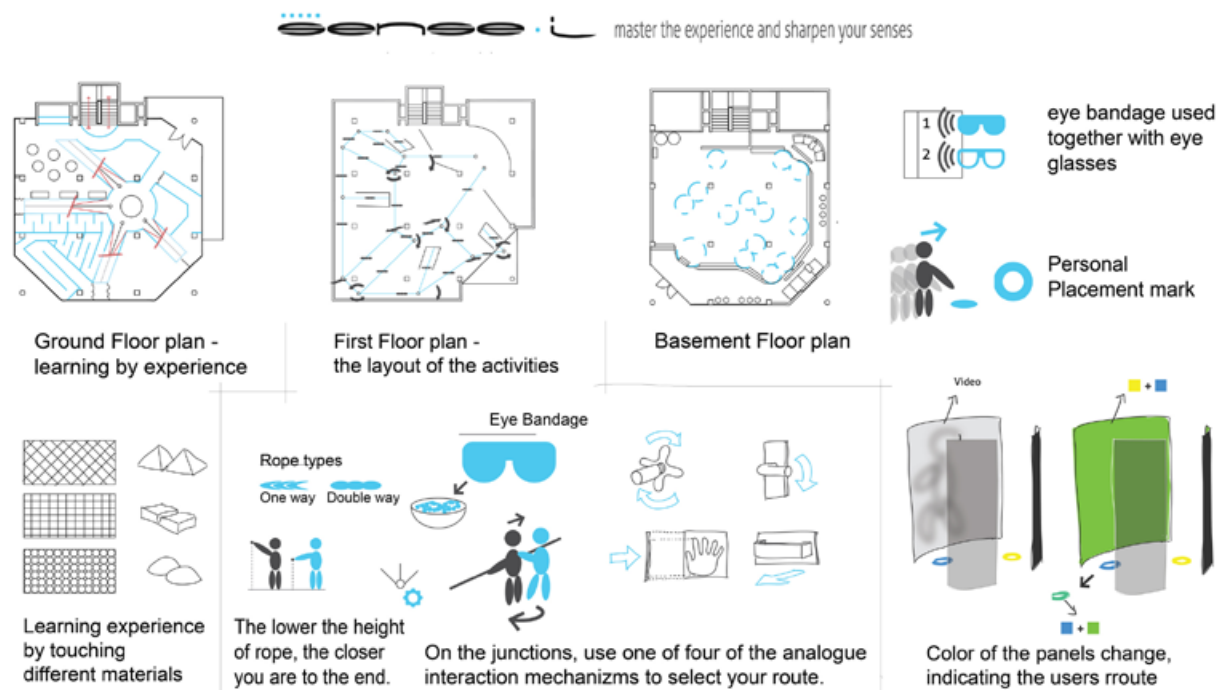 sense.i
master the experience and sharpen your senses
1
2
eye bandage used
together with eye
glasses
Personal
Placement mark
Ground Floor plan -
learning by experience
First Floor plan -
the layout of the activities
Basement Floor plan
Learning experience
by touching
different materials
Rope types
One way
Double way
The lower the height
of rope, the closer
you are to the end.
Eye Bandage
On the junctions, use one of four of the analogue
interaction mechanizms to select your route.
Video
+
+
Color of the panels change,
indicating the users rroute